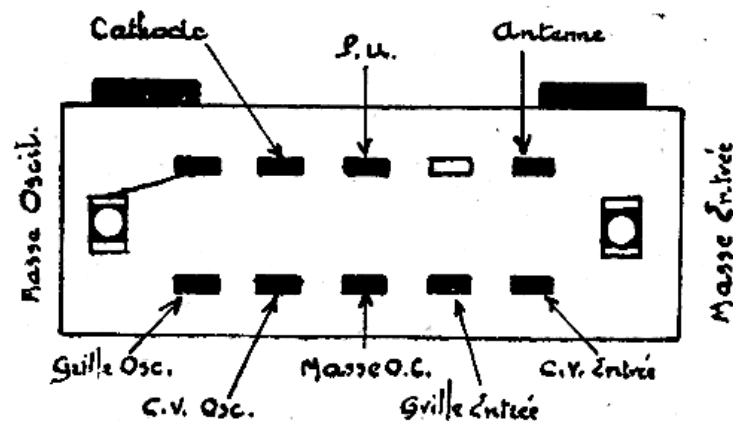 Cathode
P.U.
Antenne
Masse Oscil.
Masse Entrée
Grille Osc.
C.V. Osc.
Masse O.C.
Grille Entrée
C.V. Entrée